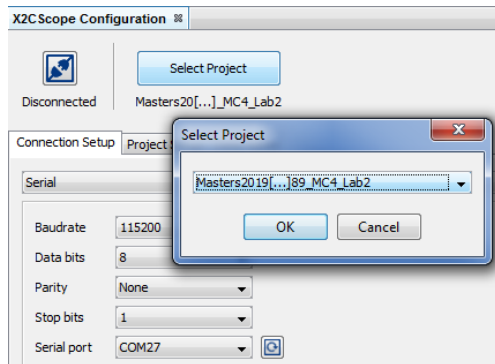 X2CScope Configuration
Select Project
Disconnected
Masters20[...]_MC4_Lab2
Connection Setup
Project
Select Project
Masters2019[...]89_MC4_Lab2
OK
Cancel
Serial
Baudrate
115200
Data bits
8
Parity
None
Stop bits
1
Serial port
COM27